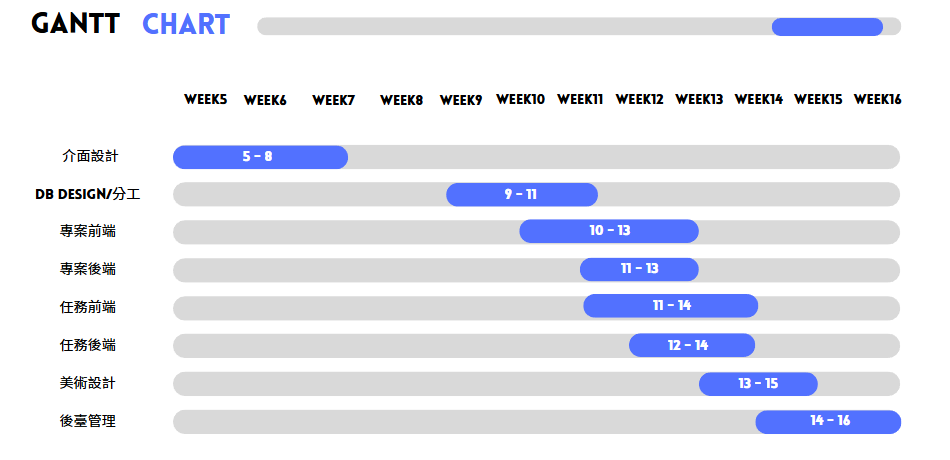 GANTT CHART
WEEK5 WEEK6 WEEK7 WEEK8 WEEK9 WEEK10 WEEK11 WEEK12 WEEK13 WEEK14 WEEK15 WEEK16
介面設計 5 - 8
DB DESIGN/分工 9 - 11
專案前端 10 - 13
專案後端 11 - 13
任務前端 11 - 14
任務後端 12 - 14
美術設計 13 - 15
後臺管理 14 - 16